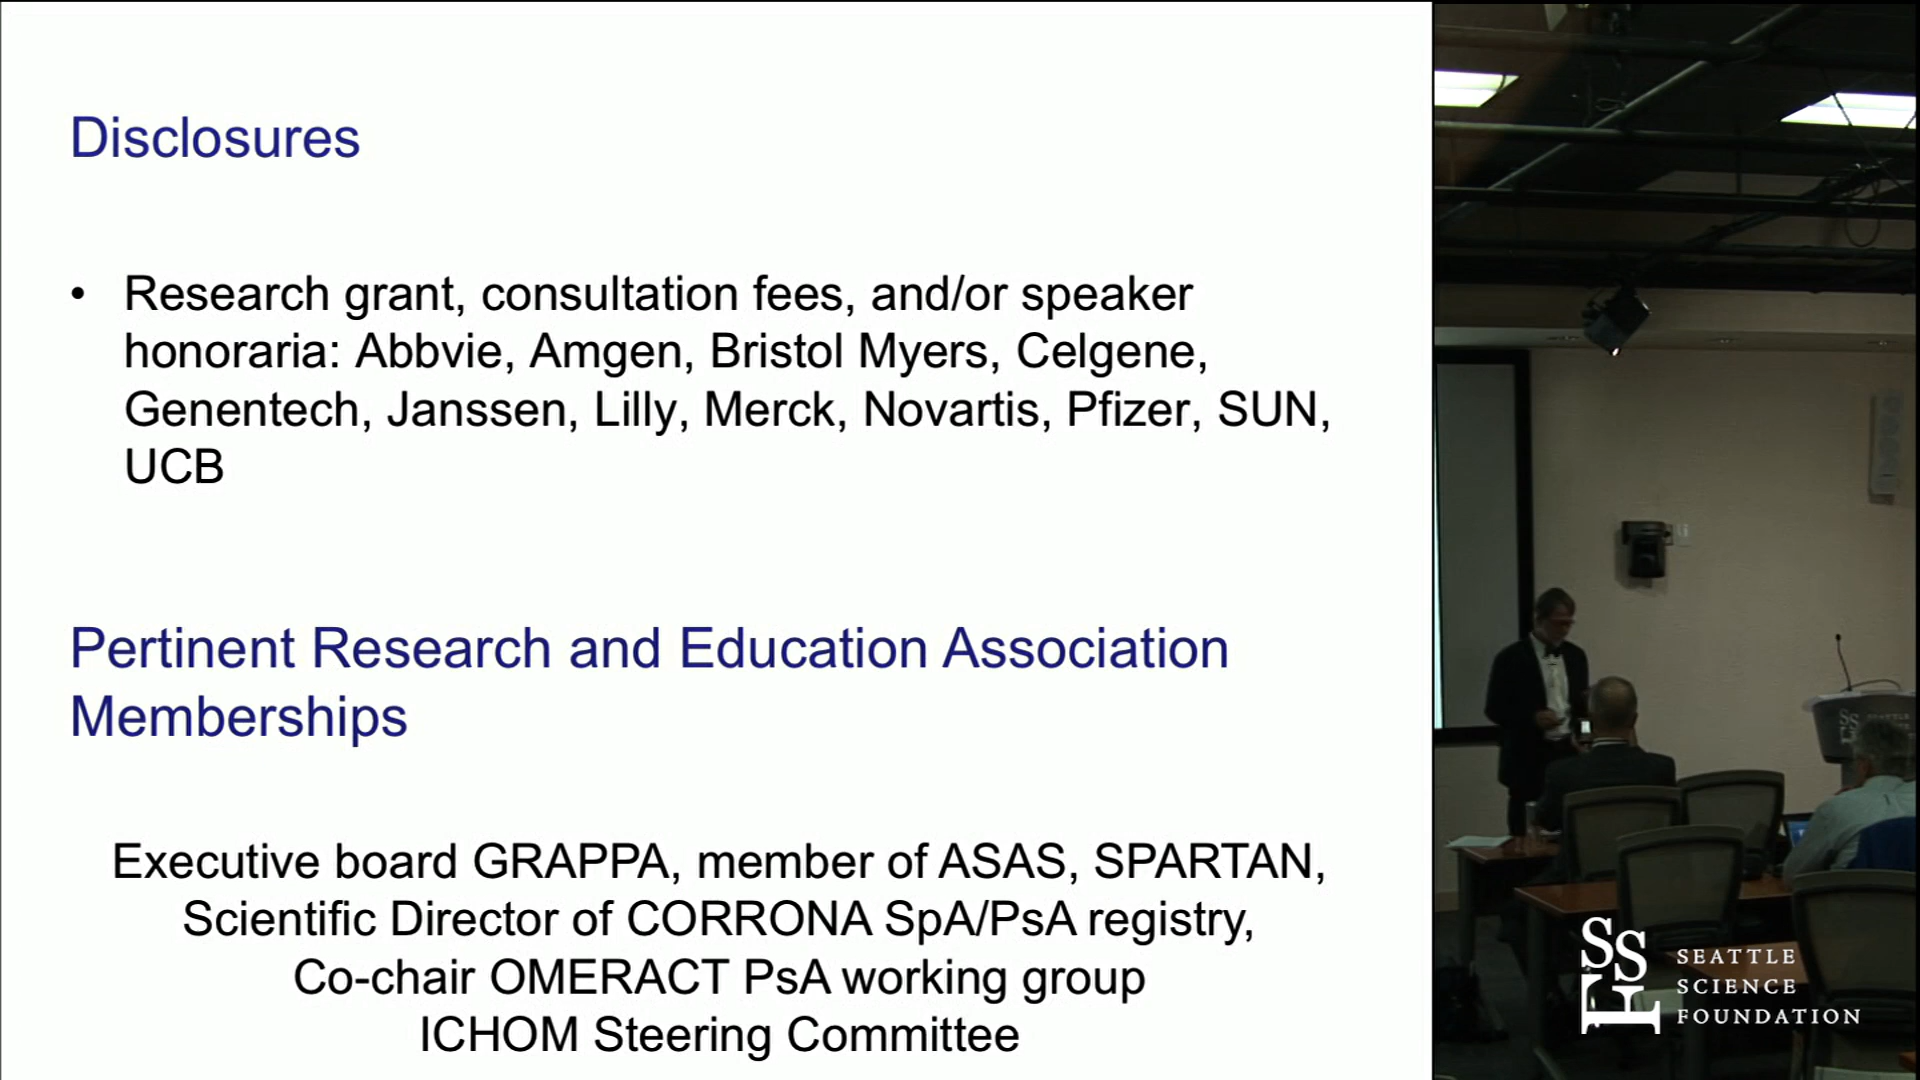 Disclosures
• Research grant, consultation fees, and/or speaker
honoraria: Abbvie, Amgen, Bristol Myers, Celgene,
Genentech, Janssen, Lilly, Merck, Novartis, Pfizer, SUN,
UCB
Pertinent Research and Education Association
Memberships
Executive board GRAPPA, member of ASAS, SPARTAN,
Scientific Director of CORRONA SpA/PsA registry,
Co-chair OMERACT PsA working group
ICHOM Steering Committee
SSF
SEATTLE
SCIENCE
FOUNDATION